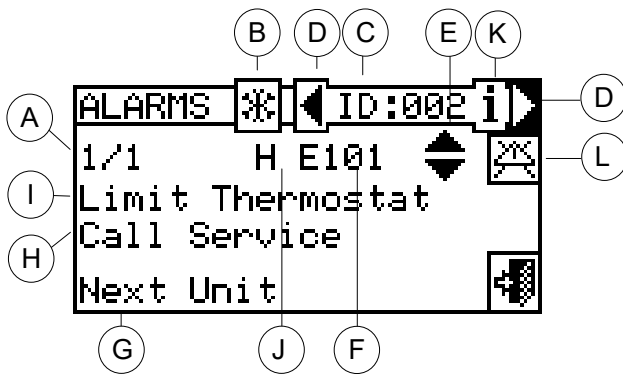 B D C E K
ALARMS ID:002 i
D
A
1/1 H E101
L
I
Limit Thermostat
H
Call Service
Next Unit
G J F